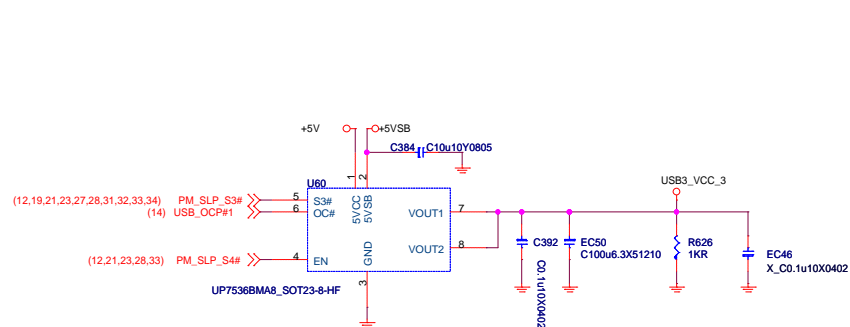 +5V
+5VSB
C384 C10u10Y0805
U60
1
2
USB3_VCC_3
(12,19,21,23,27,28,31,32,33,34) PM_SLP_S3# 5 S3#
(14) USB_OCP#1 6 OC#
5VCC
5VSB
VOUT1 7
VOUT2 8
C392
C0.1u10X0402
EC50
C100u6.3X51210
R626
1KR
EC46
X_C0.1u10X0402
(12,21,23,28,33) PM_SLP_S4# 4 EN
GND
3
UP7536BMA8_SOT23-8-HF